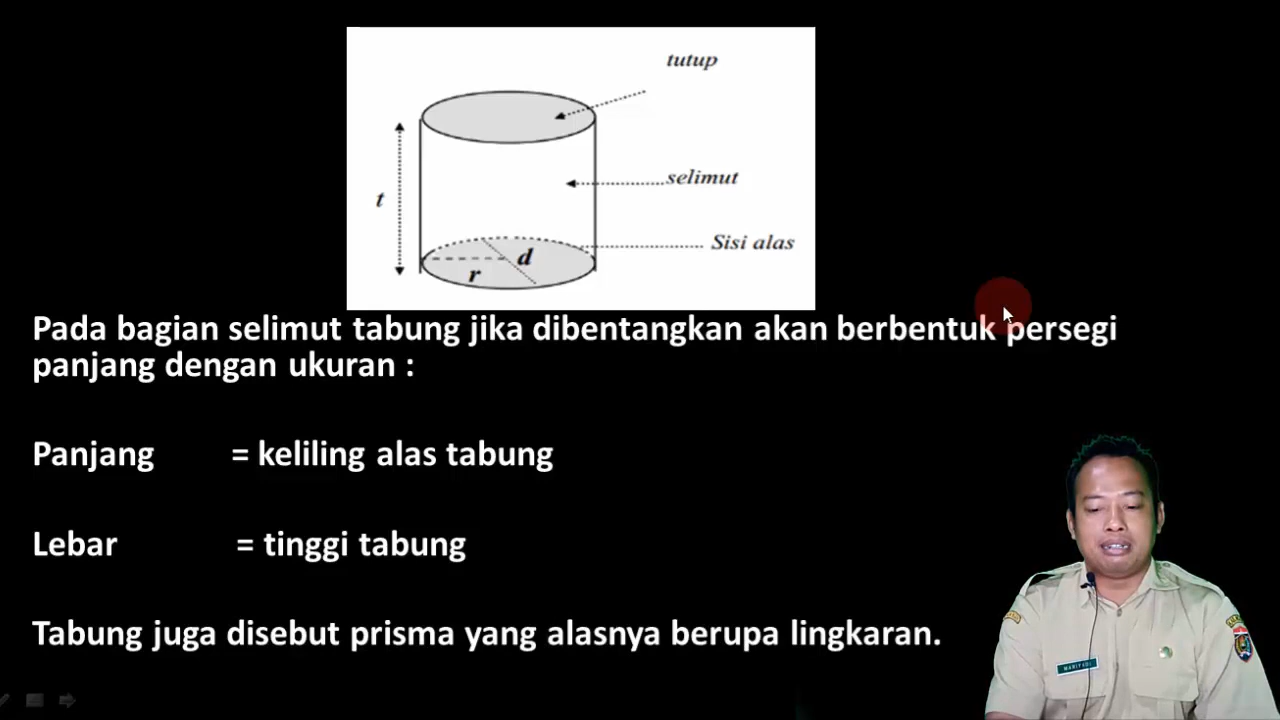 tutup
t
selimut
Sisi alas
d
r
Pada bagian selimut tabung jika dibentangkan akan berbentuk persegi
panjang dengan ukuran :
Panjang = keliling alas tabung
Lebar = tinggi tabung
Tabung juga disebut prisma yang alasnya berupa lingkaran.